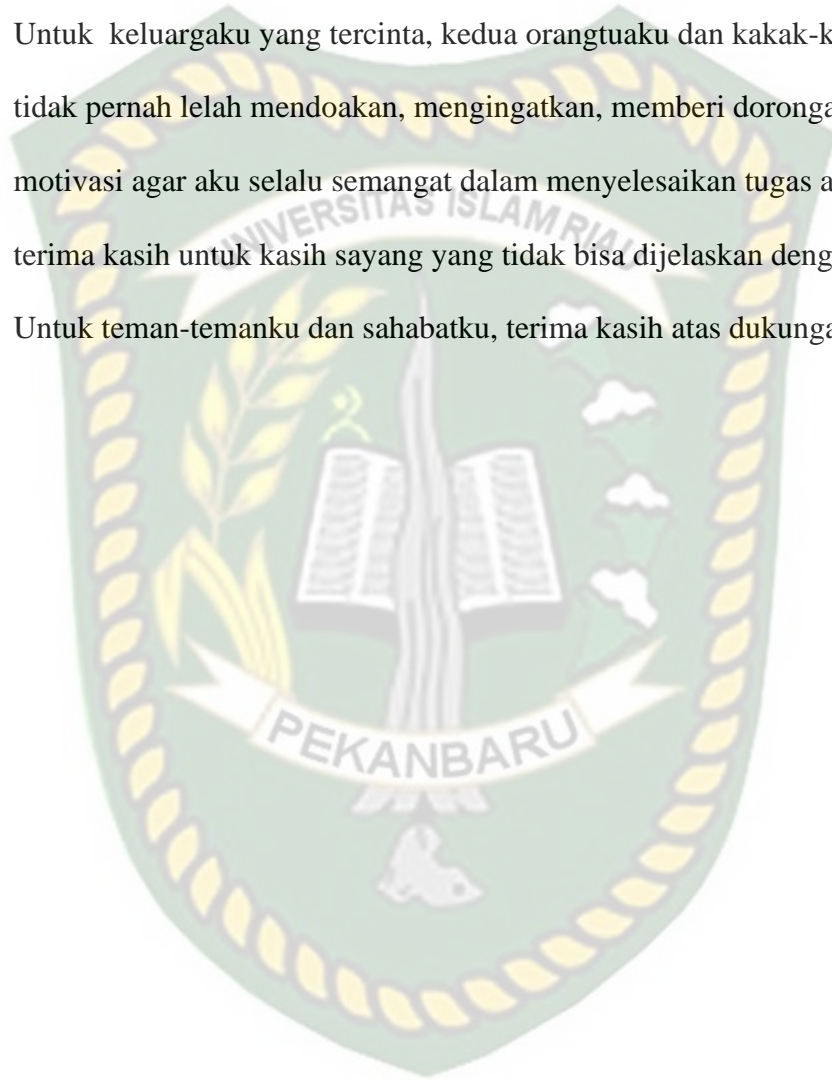 Untuk  keluargaku yang tercinta, kedua orangtuaku dan kakak-k
tidak pernah lelah mendoakan, mengingatkan, memberi doronga
motivasi agar aku selalu semangat dalam menyelesaikan tugas a
UNIVERSITAS ISLAM RIAU
terima kasih untuk kasih sayang yang tidak bisa dijelaskan deng
Untuk teman-temanku dan sahabatku, terima kasih atas dukunga
PEKANBARU